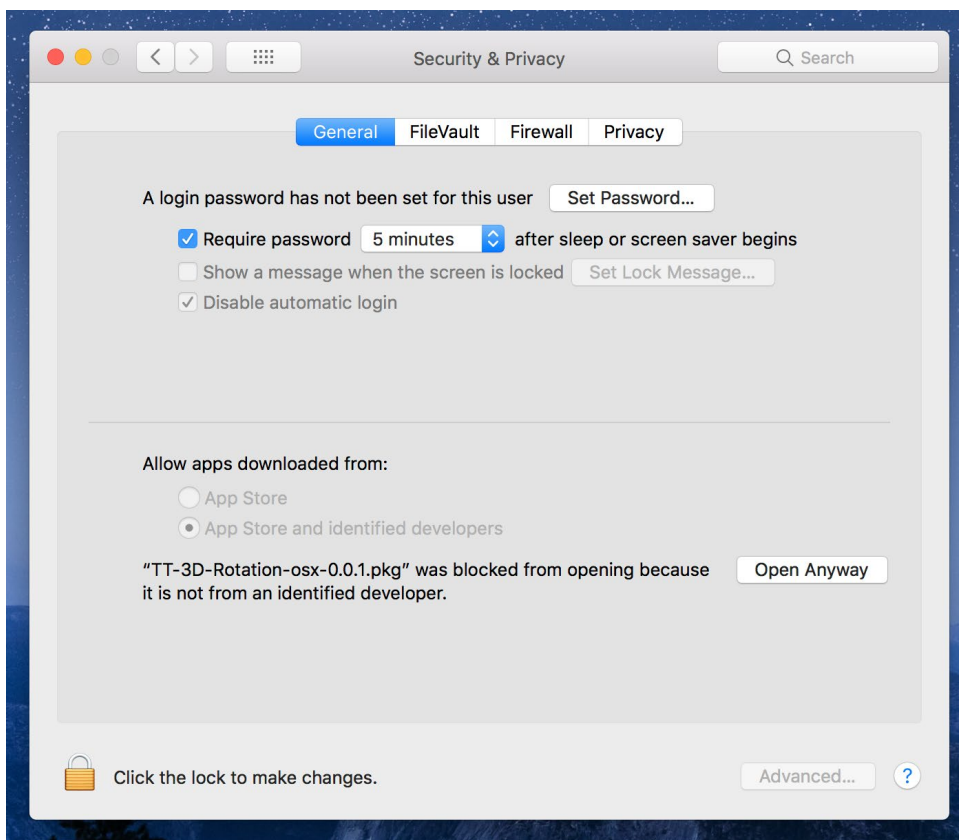 Security & Privacy
Search
General FileVault Firewall Privacy
A login password has not been set for this user Set Password...
Require password 5 minutes after sleep or screen saver begins
Show a message when the screen is locked Set Lock Message...
Disable automatic login
Allow apps downloaded from:
App Store
App Store and identified developers
“TT-3D-Rotation-osx-0.0.1.pkg” was blocked from opening because
it is not from an identified developer.
Open Anyway
Click the lock to make changes.
Advanced...
?